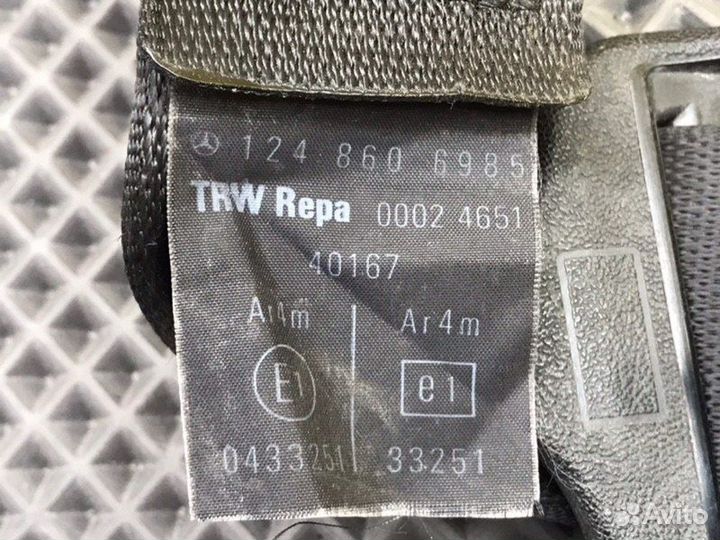 124 860 6985
TRW Repa 0002 4651
40167
Ar4m Ar4m
E1 e1
0433251 33251
Avito